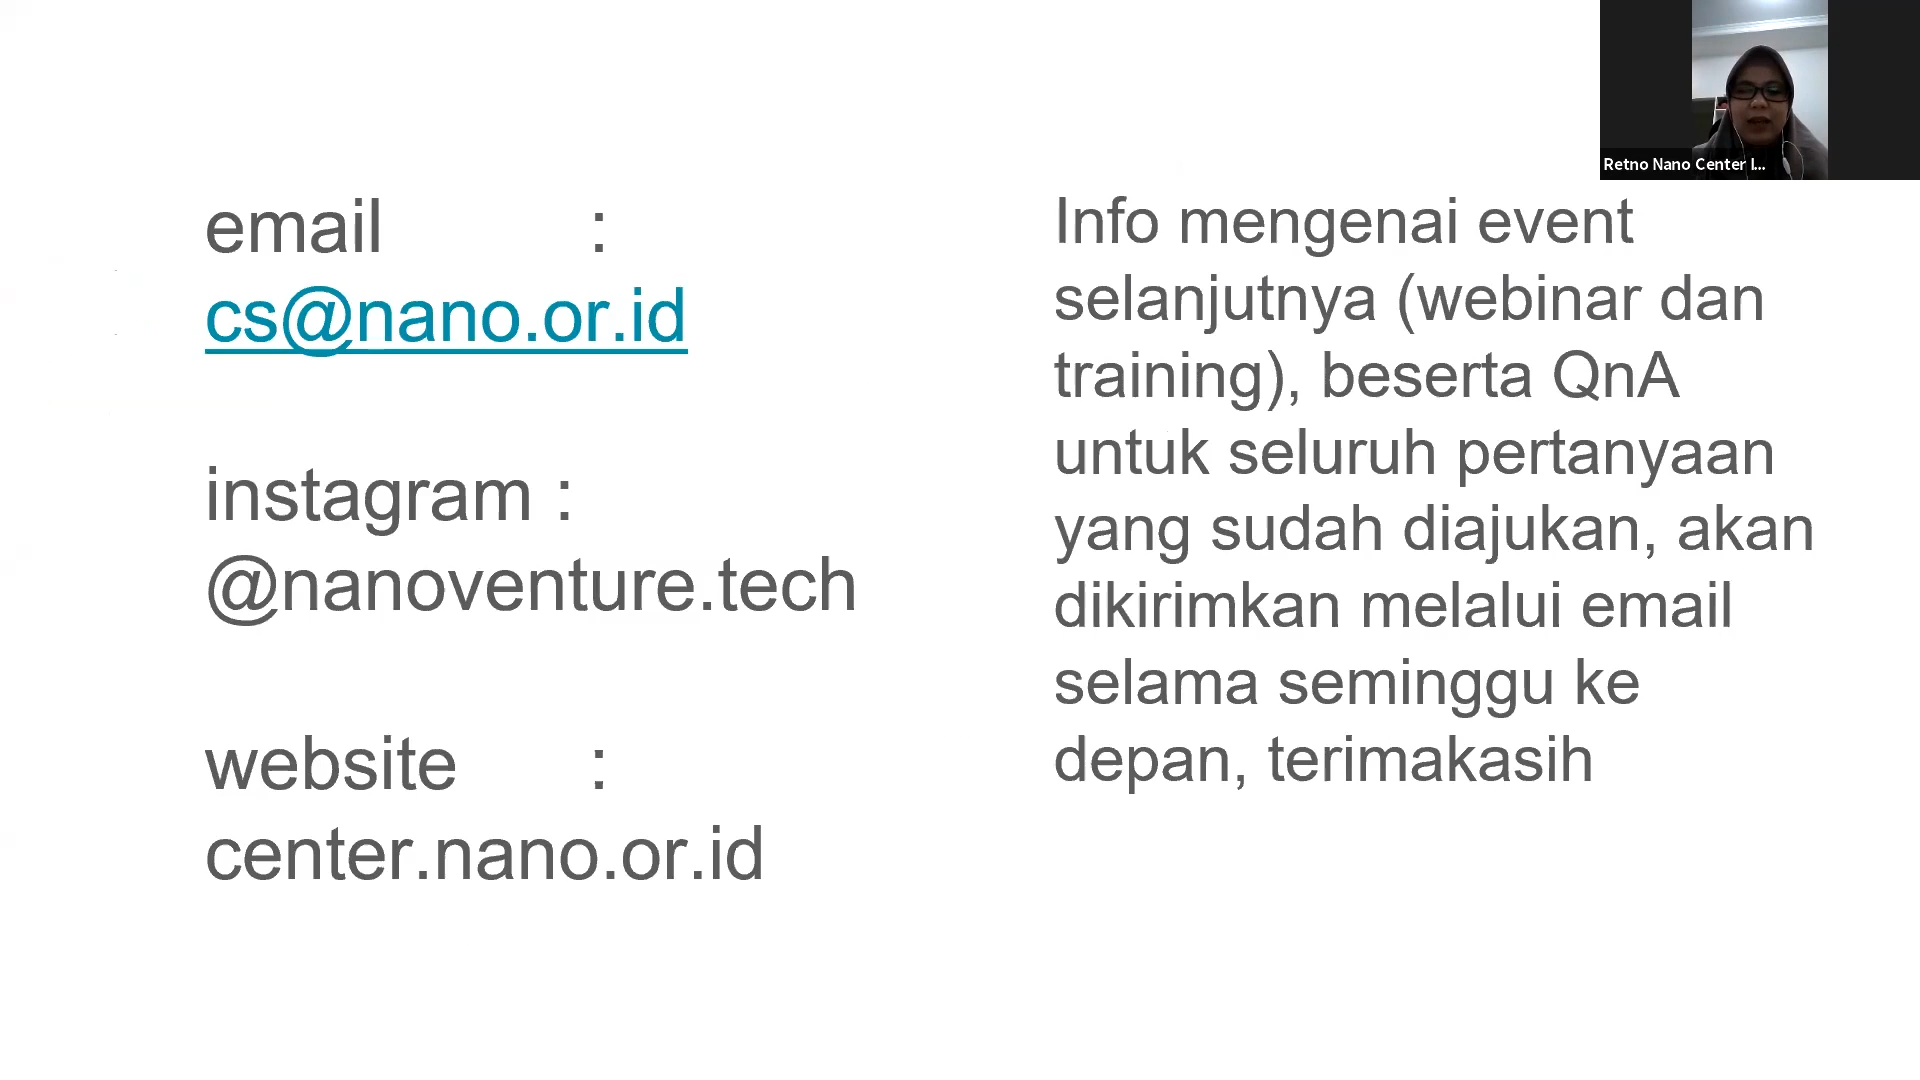 email :
cs@nano.or.id
instagram :
@nanoventure.tech
website :
center.nano.or.id
Info mengenai event
selanjutnya (webinar dan
training), beserta QnA
untuk seluruh pertanyaan
yang sudah diajukan, akan
dikirimkan melalui email
selama seminggu ke
depan, terimakasih
Retno Nano Center I...